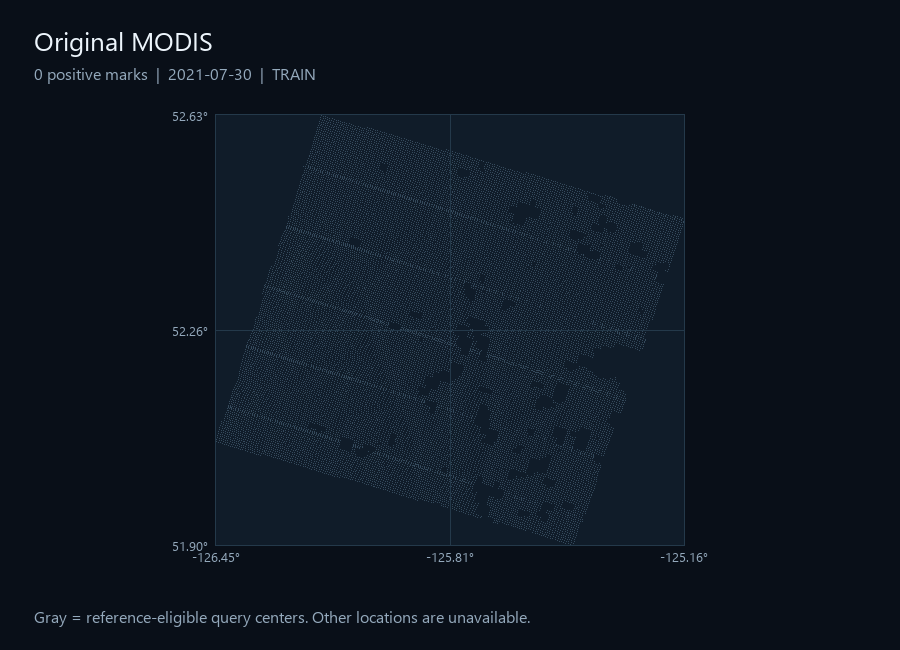 Original MODIS
0 positive marks | 2021-07-30 | TRAIN
52.63°
52.26°
51.90°
-126.45°
-125.81°
-125.16°
Gray = reference-eligible query centers. Other locations are unavailable.